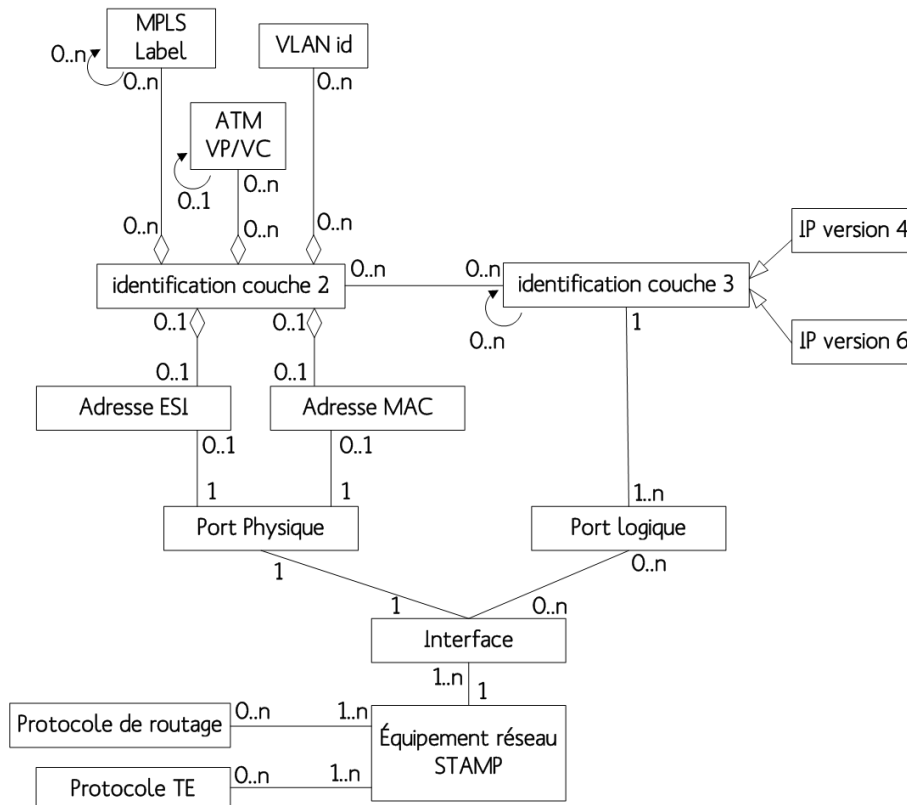 MPLS
Label
VLAN id
0..n
0..n
0..n
ATM
VP/VC
0..1
0..n
0..n
0..n
0..n
IP version 4
identification couche 2
0..n
0..n
identification couche 3
0..1
0..1
0..n
1
IP version 6
0..1
0..1
Adresse ESI
Adresse MAC
0..1
0..1
1
1
1..n
Port Physique
Port logique
1
0..n
1
0..n
Interface
1..n
1
Protocole de routage
0..n
1..n
Équipement réseau
STAMP
Protocole TE
0..n
1..n